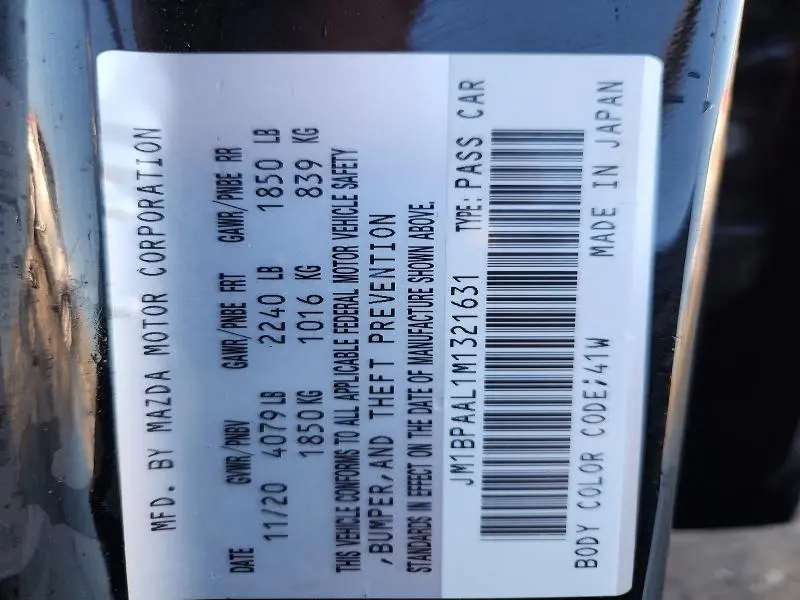 MFD. BY MAZDA MOTOR CORPORATION
DATE GVWR/PNBV GAWR/PNBE FRT GAWR/PNBE RR
11/20 4079 LB 2240 LB 1850 LB
1850 KG 1016 KG 839 KG
THIS VEHICLE CONFORMS TO ALL APPLICABLE FEDERAL MOTOR VEHICLE SAFETY
,BUMPER,AND THEFT PREVENTION
STANDARDS IN EFFECT ON THE DATE OF MANUFACTURE SHOWN ABOVE.
JM1BPAAL1M1321631 TYPE: PASS CAR
BODY COLOR CODE;41W MADE IN JAPAN